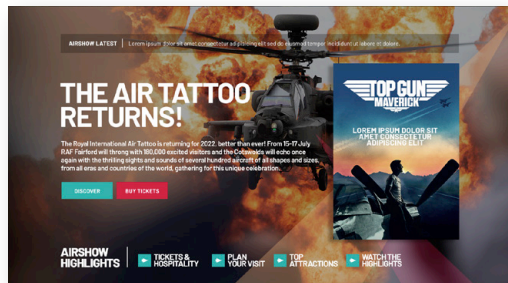 AIRSHOW LATEST
Lorem ipsum dolor sit amet consectetur adipisicing elit sed do eiusmod tempor incididunt ut labore et dolore.
THE AIR TATTOO
RETURNS!
The Royal International Air Tattoo is returning for 2022, better than ever! From 15-17 July
RAF Fairford will throng with 160,000 excited visitors and the Cotswolds will echo once
again with the thrilling sights and sounds of several hundred aircraft of all shapes and sizes,
from all eras and countries of the world, gathering for this unique celebration.
DISCOVER
BUY TICKETS
TOP GUN
MAVERICK
LOREM IPSUM DOLOR SIT
AMET CONSECTETUR
ADIPISCING ELIT
AIRSHOW
HIGHLIGHTS
TICKETS &
HOSPITALITY
PLAN
YOUR VISIT
TOP
ATTRACTIONS
WATCH THE
HIGHLIGHTS